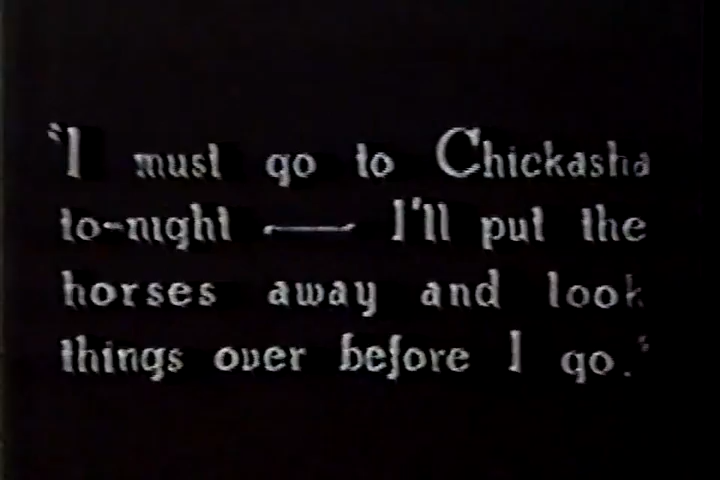 "I must go to Chickasha
to-night — I'll put the
horses away and look
things over before I go."